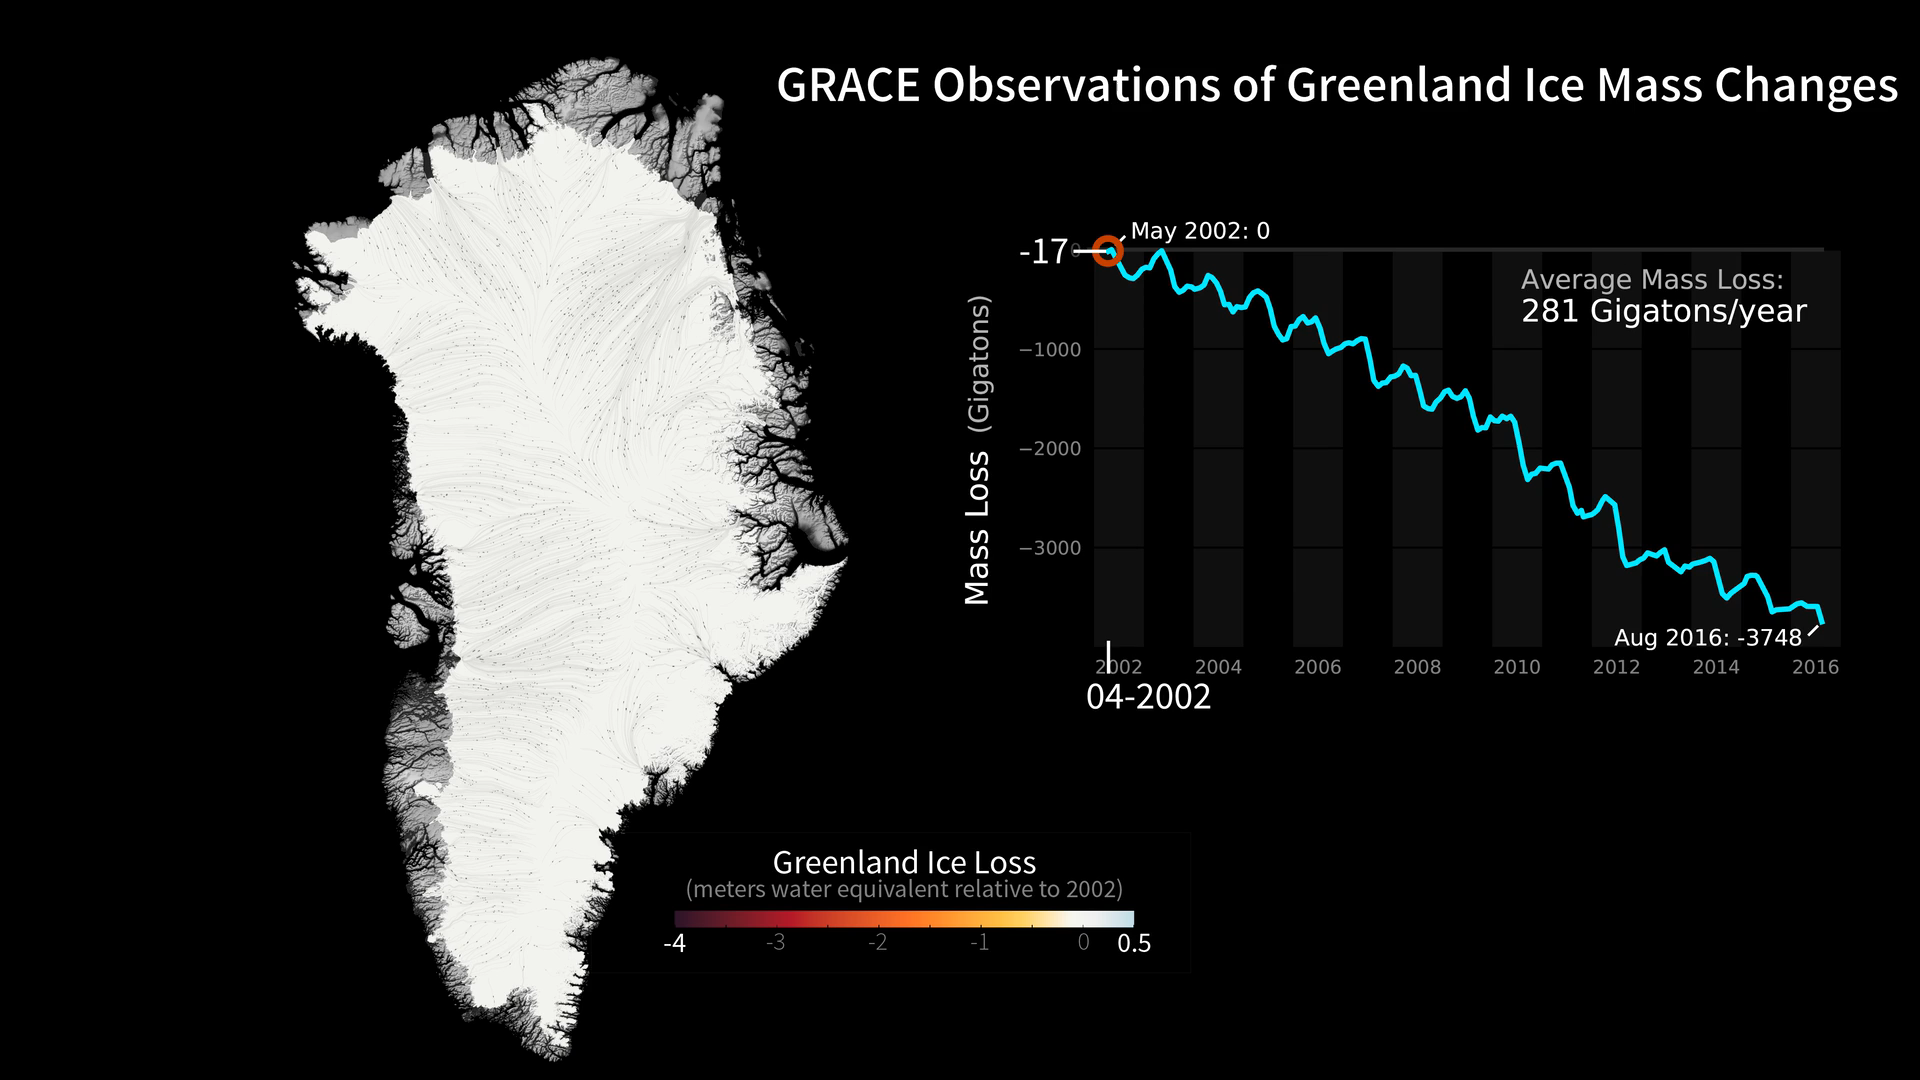 GRACE Observations of Greenland Ice Mass Changes
May 2002: 0
-17
0
Average Mass Loss:
281 Gigatons/year
Mass Loss (Gigatons)
−1000
−2000
−3000
Aug 2016: -3748
2002 2004 2006 2008 2010 2012 2014 2016
04-2002
Greenland Ice Loss
(meters water equivalent relative to 2002)
-4 -3 -2 -1 0 0.5